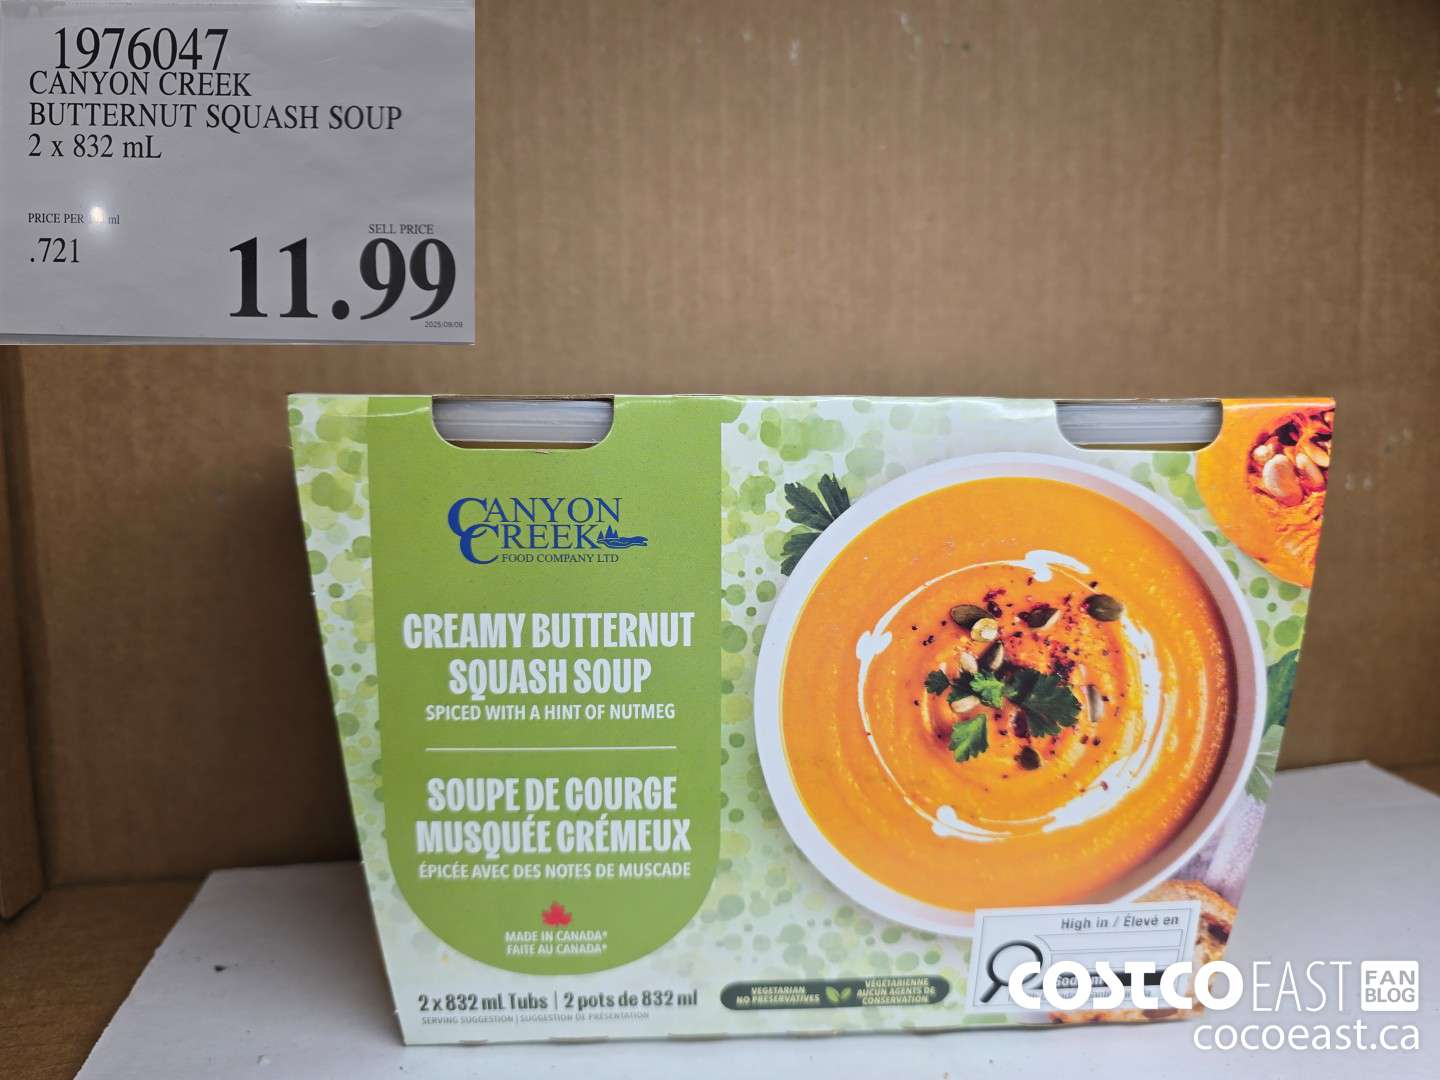 1976047
CANYON CREEK
BUTTERNUT SQUASH SOUP
2 x 832 mL
PRICE PER ml
.721
SELL PRICE
11.99
2025/09/09
CANYON
CREEK
FOOD COMPANY LTD
CREAMY BUTTERNUT
SQUASH SOUP
SPICED WITH A HINT OF NUTMEG
SOUPE DE COURGE
MUSQUÉE CRÉMEUX
ÉPICÉE AVEC DES NOTES DE MUSCADE
MADE IN CANADA*
FAITE AU CANADA*
2 x 832 mL Tubs | 2 pots de 832 ml
SERVING SUGGESTION | SUGGESTION DE PRÉSENTATION
VEGETARIAN
NO PRESERVATIVES
VÉGÉTARIENNE
AUCUN AGENTS DE
CONSERVATION
High in / Élevé en
COSTCO EAST FAN
BLOG
cocoeast.ca